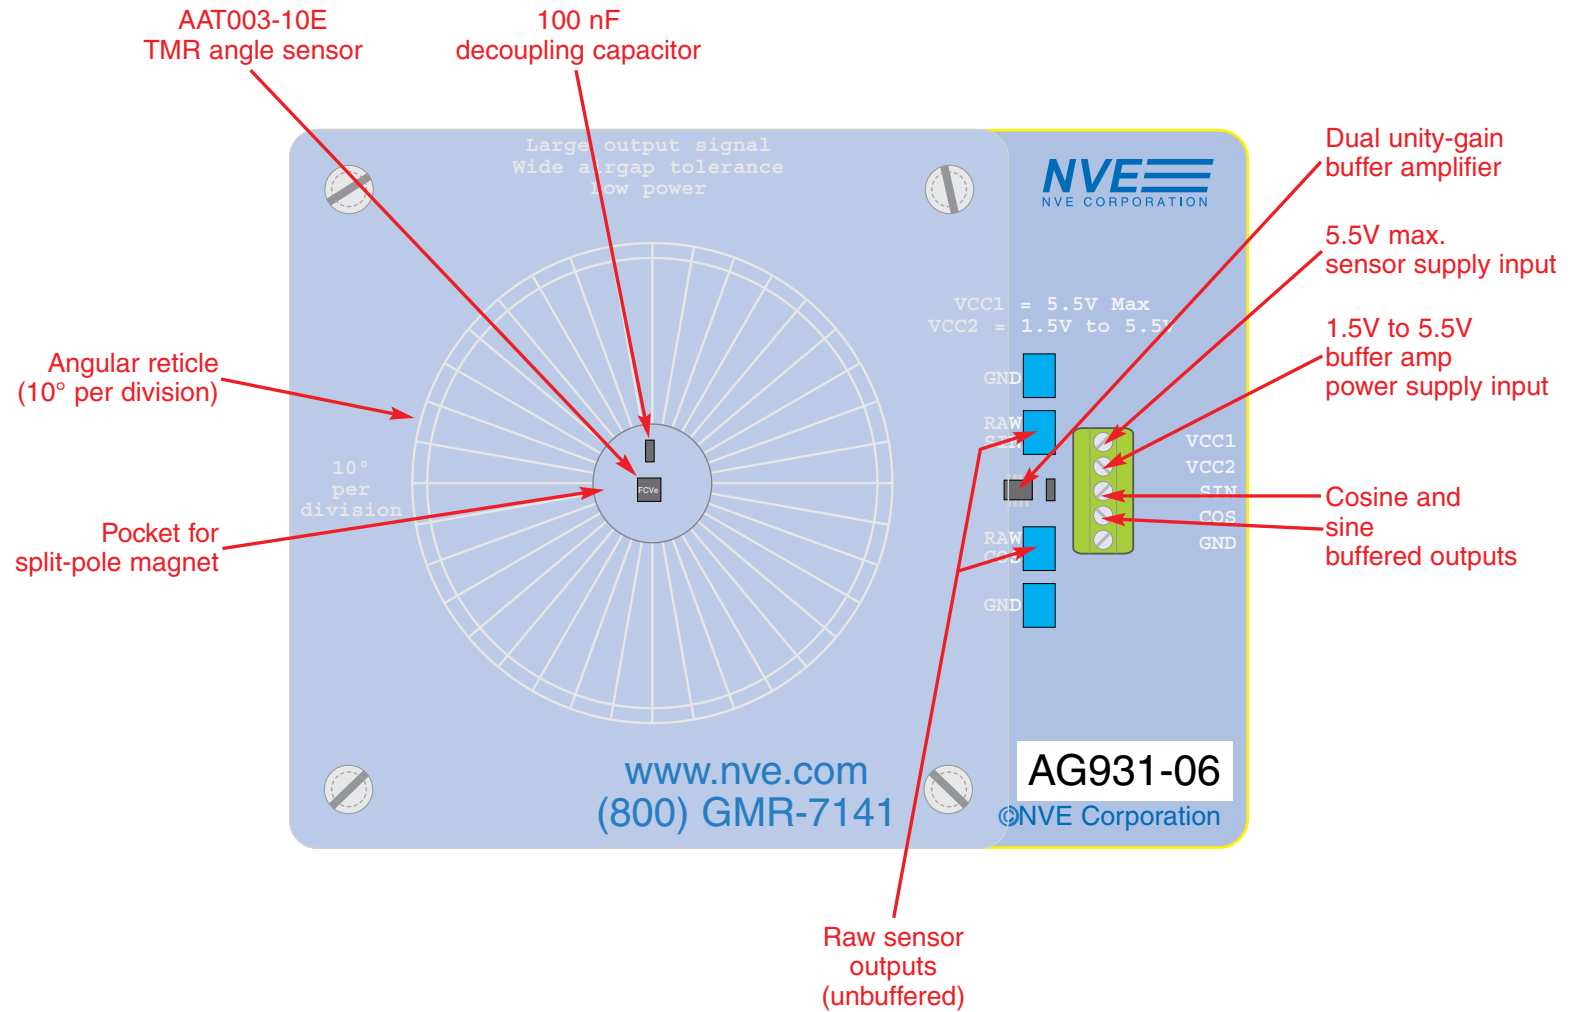 AAT003-10E
TMR angle sensor
100 nF
decoupling capacitor
Large output signal
Wide airgap tolerance
Low power
NVE
NVE CORPORATION
Dual unity-gain
buffer amplifier
5.5V max.
sensor supply input
VCC1 = 5.5V Max
VCC2 = 1.5V to 5.5V
1.5V to 5.5V
buffer amp
power supply input
Angular reticle
(10° per division)
GND
RAW
SIN
VCC1
VCC2
SIN
COS
GND
10°
per
division
FCVe
Cosine and
sine
buffered outputs
Pocket for
split-pole magnet
RAW
COS
GND
www.nve.com
(800) GMR-7141
AG931-06
©NVE Corporation
Raw sensor
outputs
(unbuffered)